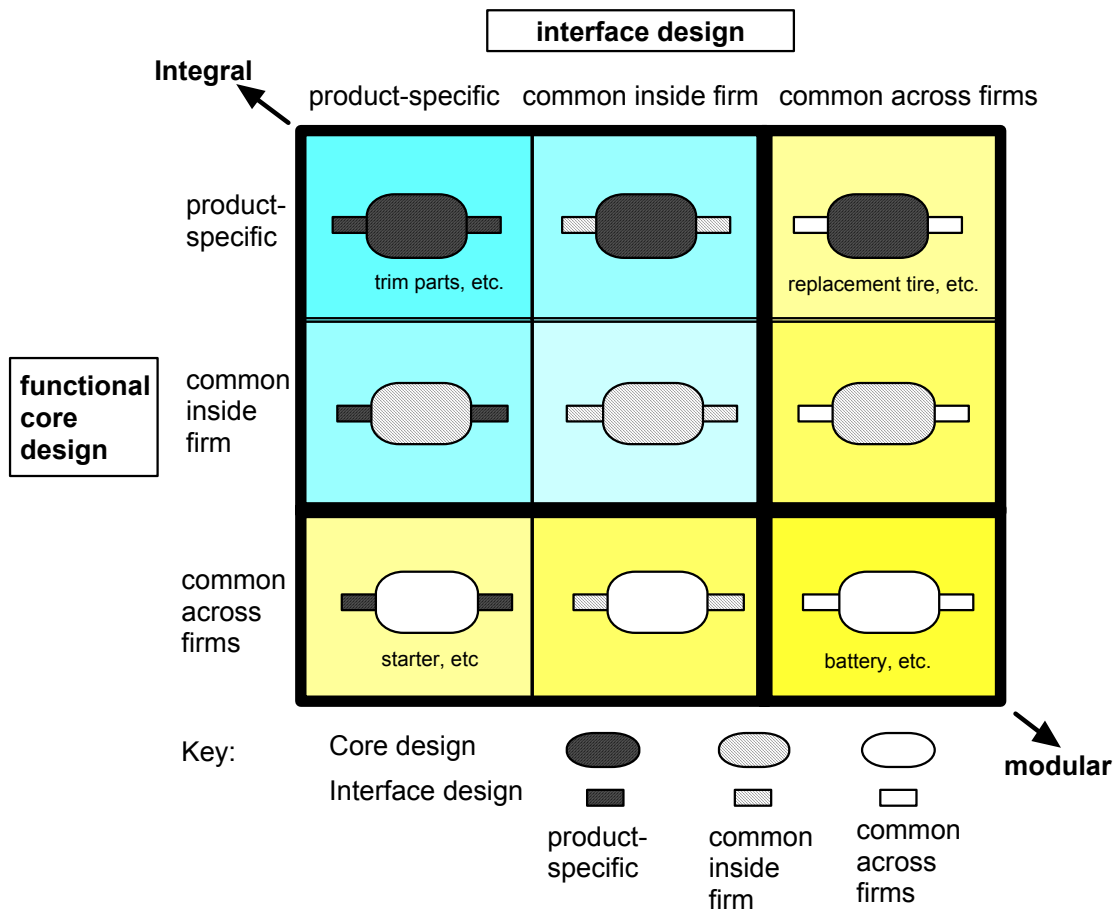 interface design
Integral
product-specific
common inside firm
common across firms
product-
specific
trim parts, etc.
replacement tire, etc.
functional
core
design
common
inside
firm
common
across
firms
starter, etc
battery, etc.
modular
Key:
Core design
Interface design
product-
specific
common
inside
firm
common
across
firms